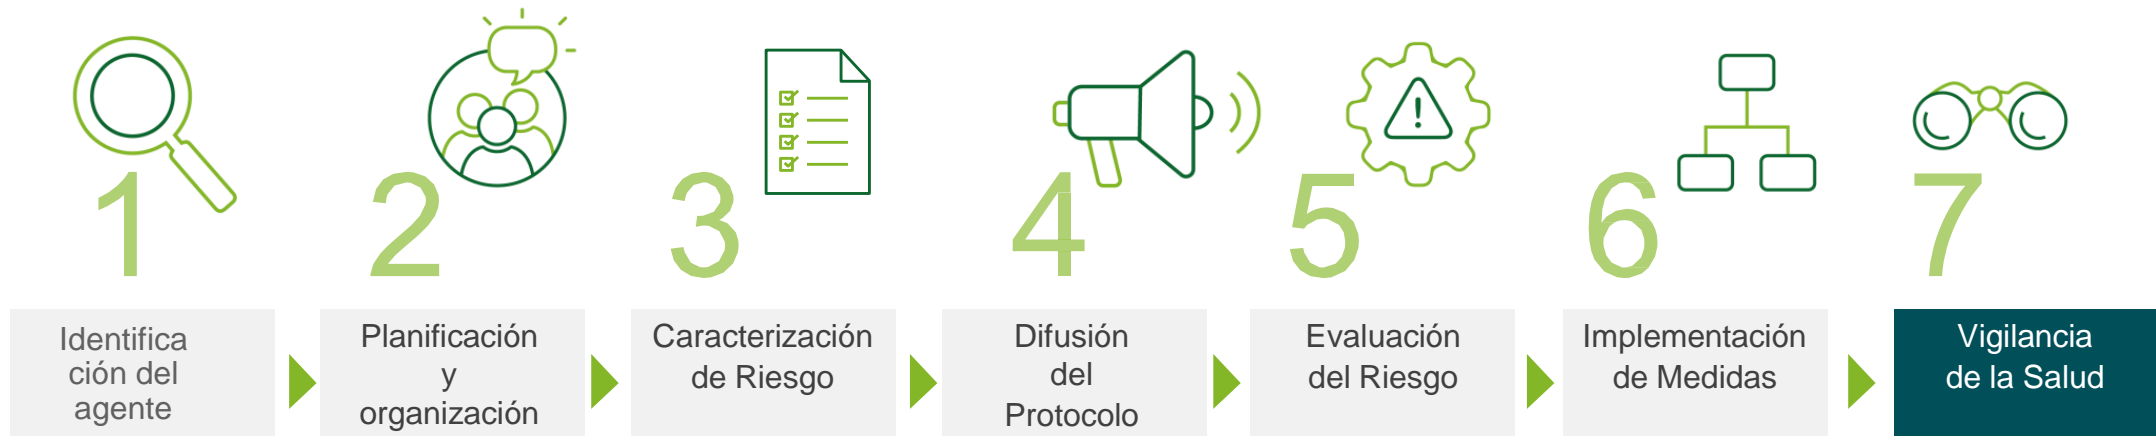 1
2
3
4
5
6
7
Identifica
ción del
agente
Planificación
y
organización
Caracterización
de Riesgo
Difusión
del
Protocolo
Evaluación
del Riesgo
Implementación
de Medidas
Vigilancia
de la Salud